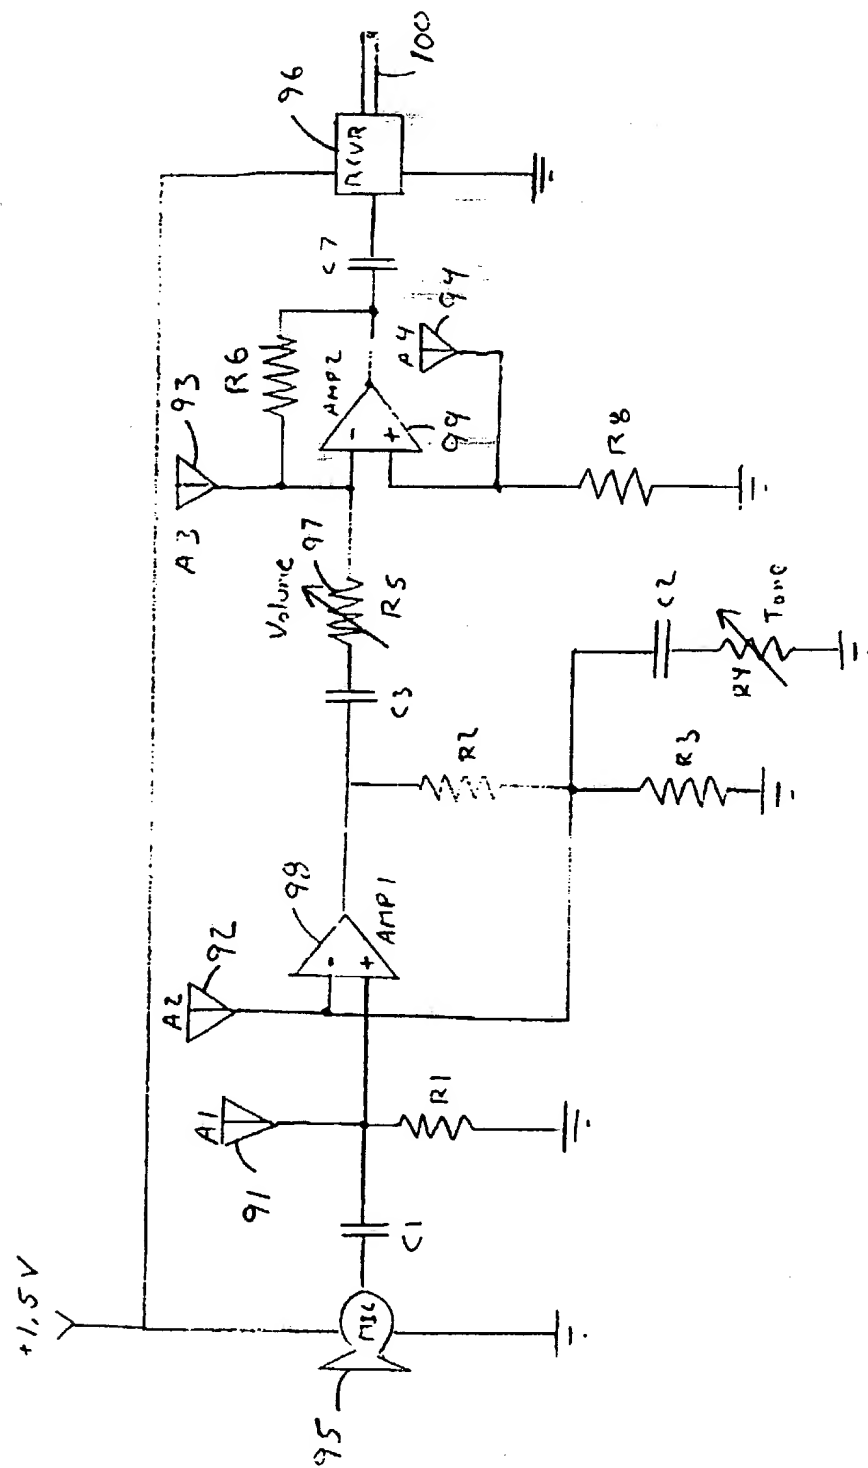 +1,5V
95
MIC
C1
91
A1
R1
A2
92
98
AMP1
R2
R3
C2
R4
Tone
C3
Volume
97
R5
A3
93
R6
AMP2
99
A4
94
R8
C7
RCVR
96
100